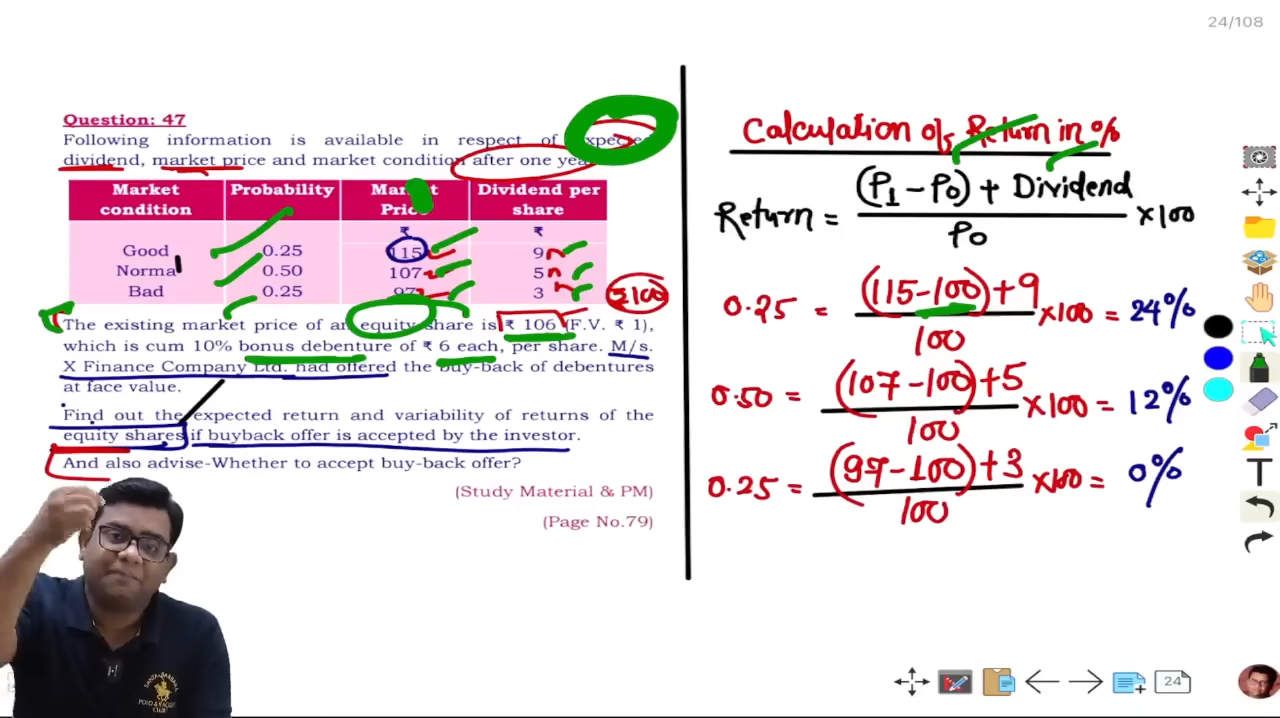 24/108
Question: 47
Following information is available in respect of expected
dividend, market price and market condition after one year
Market condition Probability Market Price Dividend per share
₹ ₹
Good 0.25 115 9
Normal 0.50 107 5
Bad 0.25 97 3
₹100
The existing market price of an equity share is ₹ 106 (F.V. ₹ 1),
which is cum 10% bonus debenture of ₹ 6 each, per share. M/s.
X Finance Company Ltd. had offered the buy-back of debentures
at face value.
Find out the expected return and variability of returns of the
equity shares if buyback offer is accepted by the investor.
And also advise-Whether to accept buy-back offer?
(Study Material & PM)
(Page No.79)
Calculation of Return in %
Return = (P1 - P0) + Dividend / P0 × 100
0.25 = (115-100)+9 / 100 × 100 = 24%
0.50 = (107-100)+5 / 100 × 100 = 12%
0.25 = (97-100)+3 / 100 × 100 = 0%
24